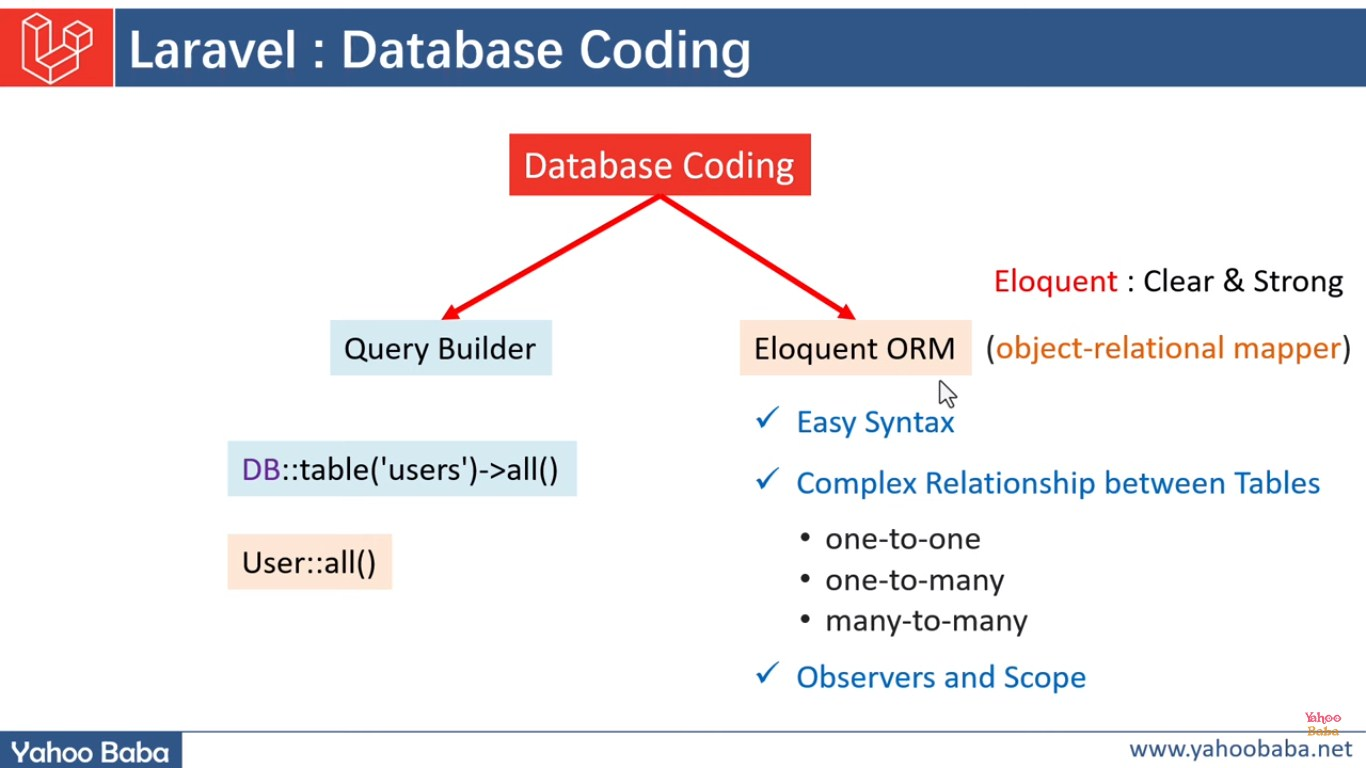 Laravel : Database Coding
Database Coding
Eloquent : Clear & Strong
Query Builder
Eloquent ORM
(object-relational mapper)
✓ Easy Syntax
DB::table('users')->all()
✓ Complex Relationship between Tables
• one-to-one
User::all()
• one-to-many
• many-to-many
✓ Observers and Scope
Yahoo
Baba
Yahoo Baba
www.yahoobaba.net